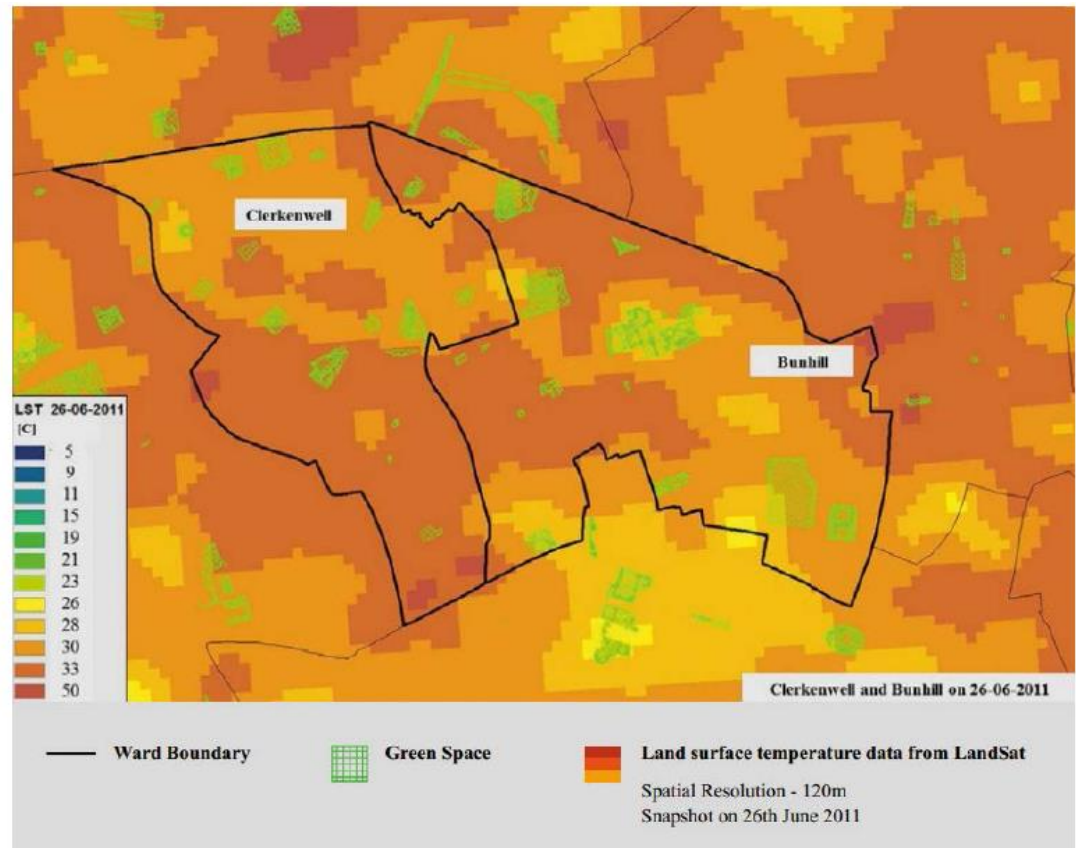 Clerkenwell
Bunhill
LST 26-06-2011
[C]
5
9
11
15
19
21
23
26
28
30
33
50
Clerkenwell and Bunhill on 26-06-2011
Ward Boundary
Green Space
Land surface temperature data from LandSat
Spatial Resolution - 120m
Snapshot on 26th June 2011